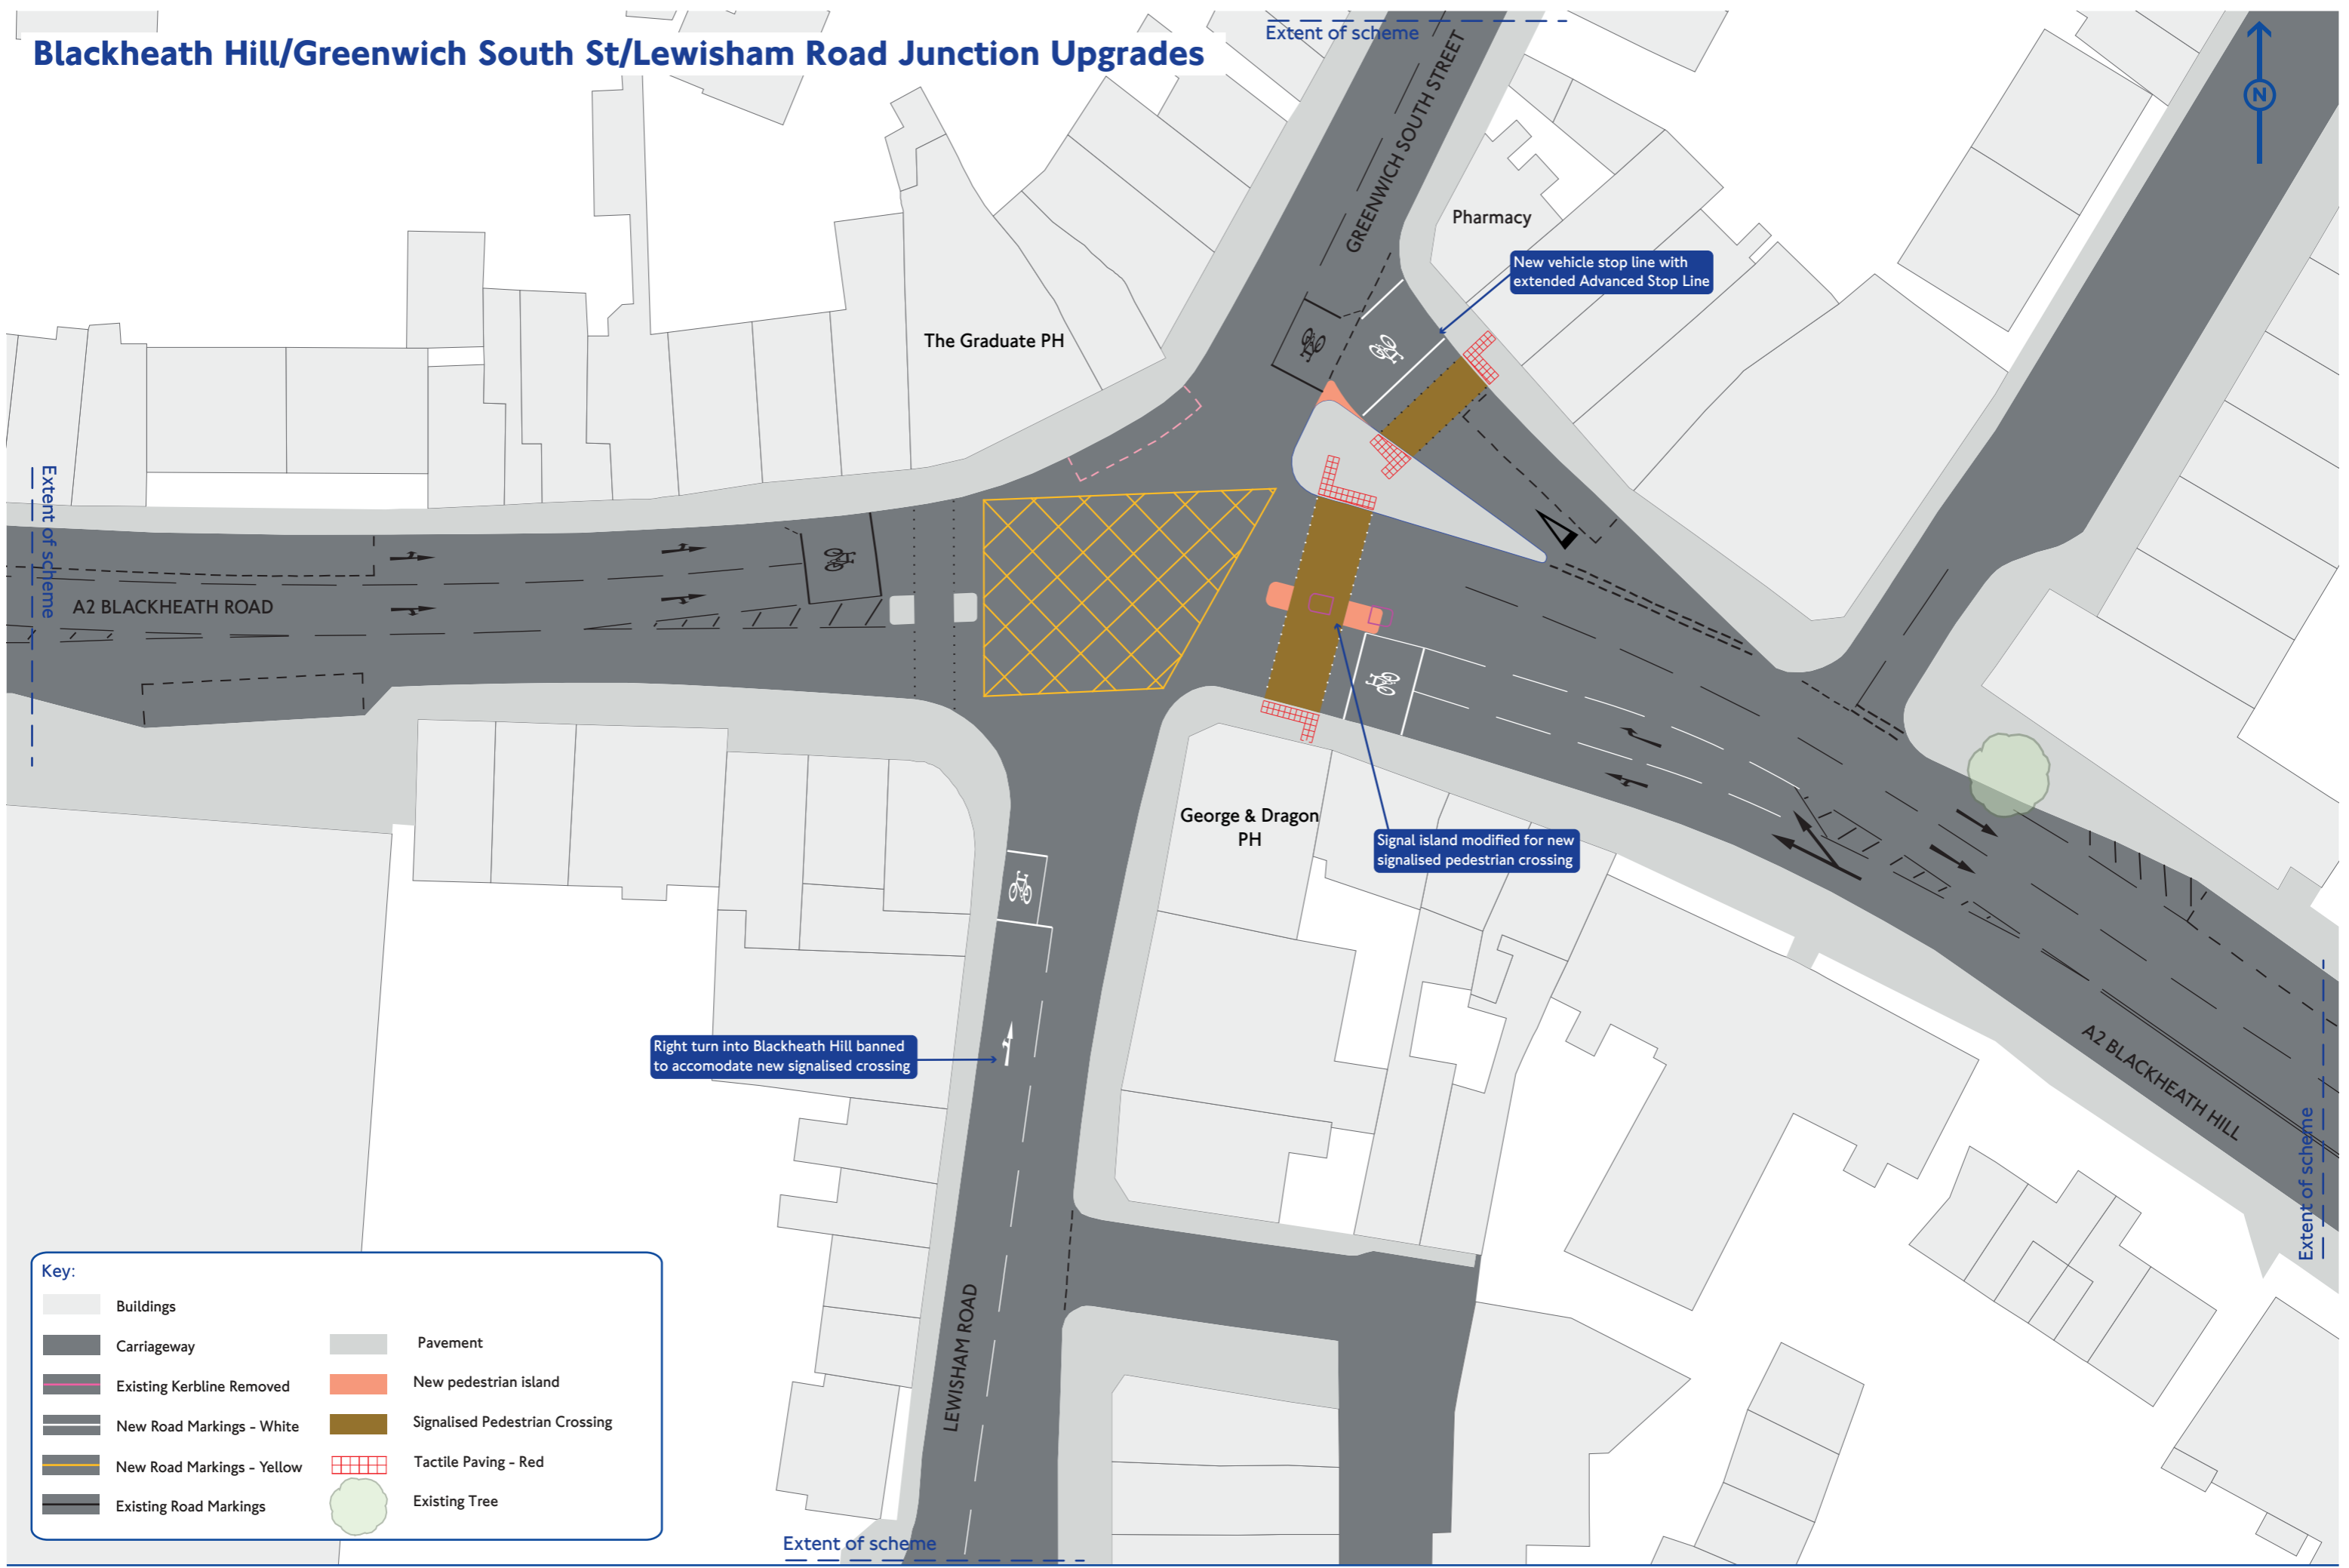 Blackheath Hill/Greenwich South St/Lewisham Road Junction Upgrades
Extent of scheme
GREENWICH SOUTH STREET
N
Pharmacy
New vehicle stop line with
extended Advanced Stop Line
The Graduate PH
Extent of scheme
A2 BLACKHEATH ROAD
George & Dragon
PH
Signal island modified for new
signalised pedestrian crossing
Right turn into Blackheath Hill banned
to accomodate new signalised crossing
A2 BLACKHEATH HILL
Extent of scheme
LEWISHAM ROAD
Extent of scheme
Key:
Buildings
Carriageway
Existing Kerbline Removed
New Road Markings - White
New Road Markings - Yellow
Existing Road Markings
Pavement
New pedestrian island
Signalised Pedestrian Crossing
Tactile Paving - Red
Existing Tree